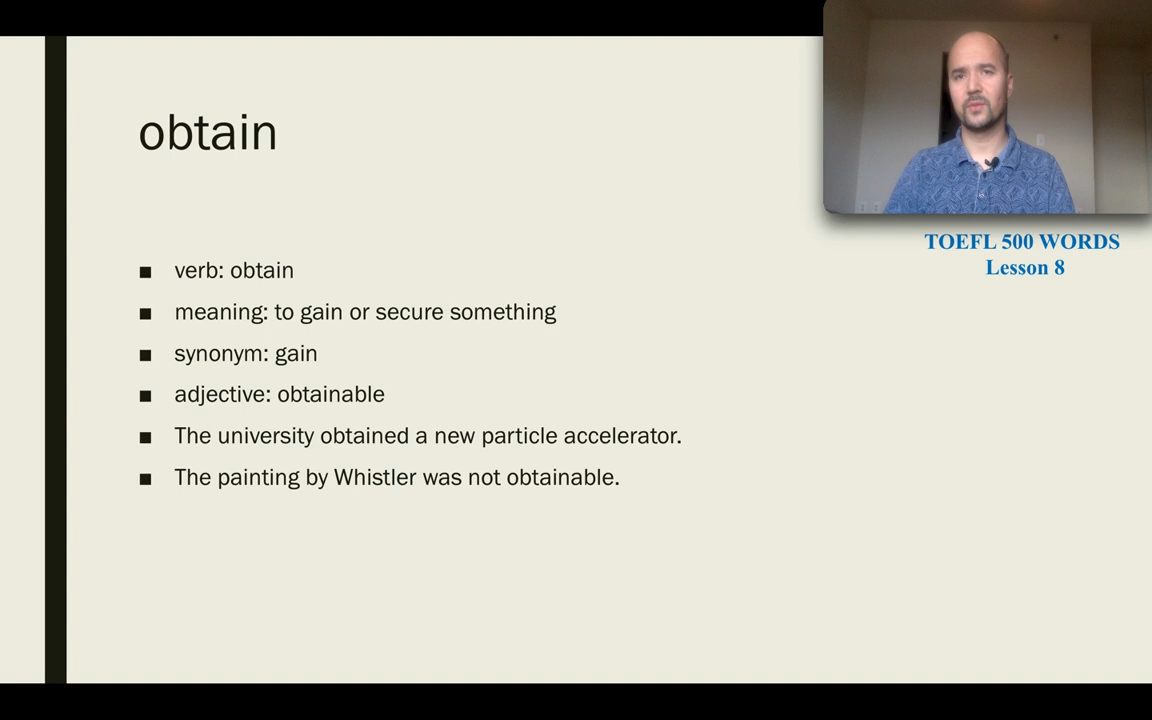 obtain
verb: obtain
meaning: to gain or secure something
synonym: gain
adjective: obtainable
The university obtained a new particle accelerator.
The painting by Whistler was not obtainable.
TOEFL 500 WORDS
Lesson 8